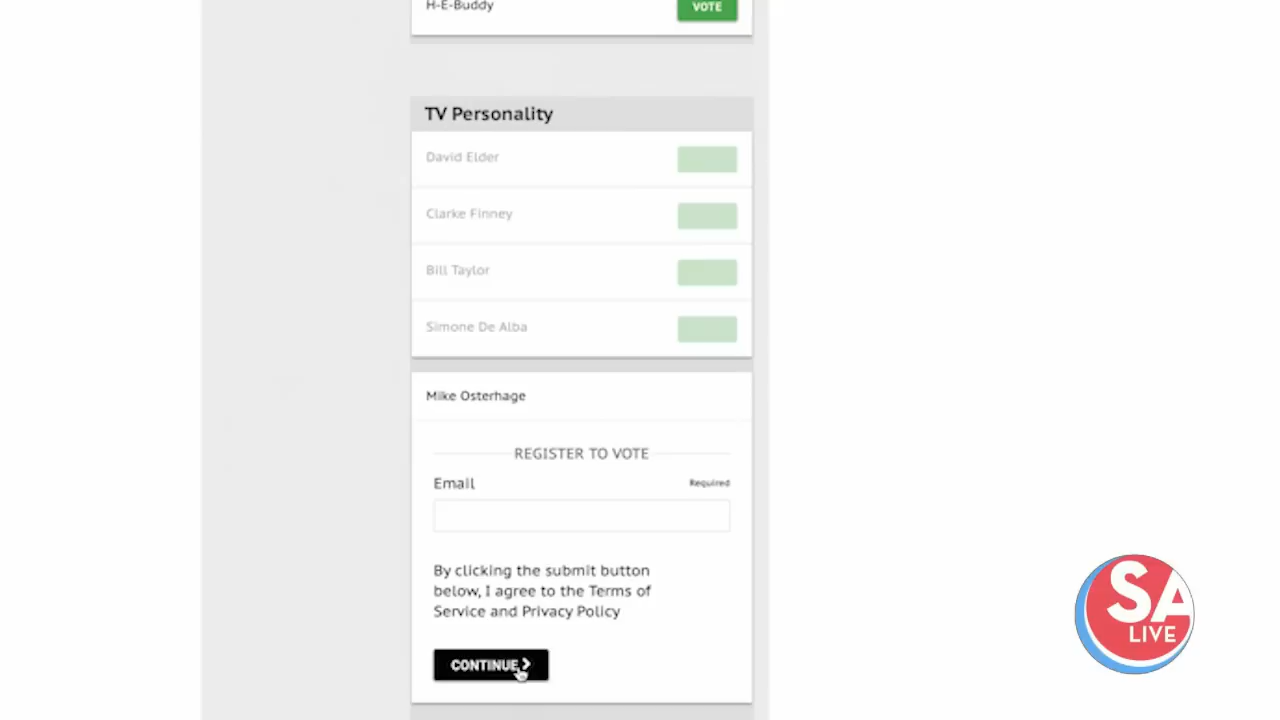 H-E-Buddy
VOTE
TV Personality
David Elder
Clarke Finney
Bill Taylor
Simone De Alba
Mike Osterhage
REGISTER TO VOTE
Email
Required
By clicking the submit button
below, I agree to the Terms of
Service and Privacy Policy
CONTINUE
SA
LIVE